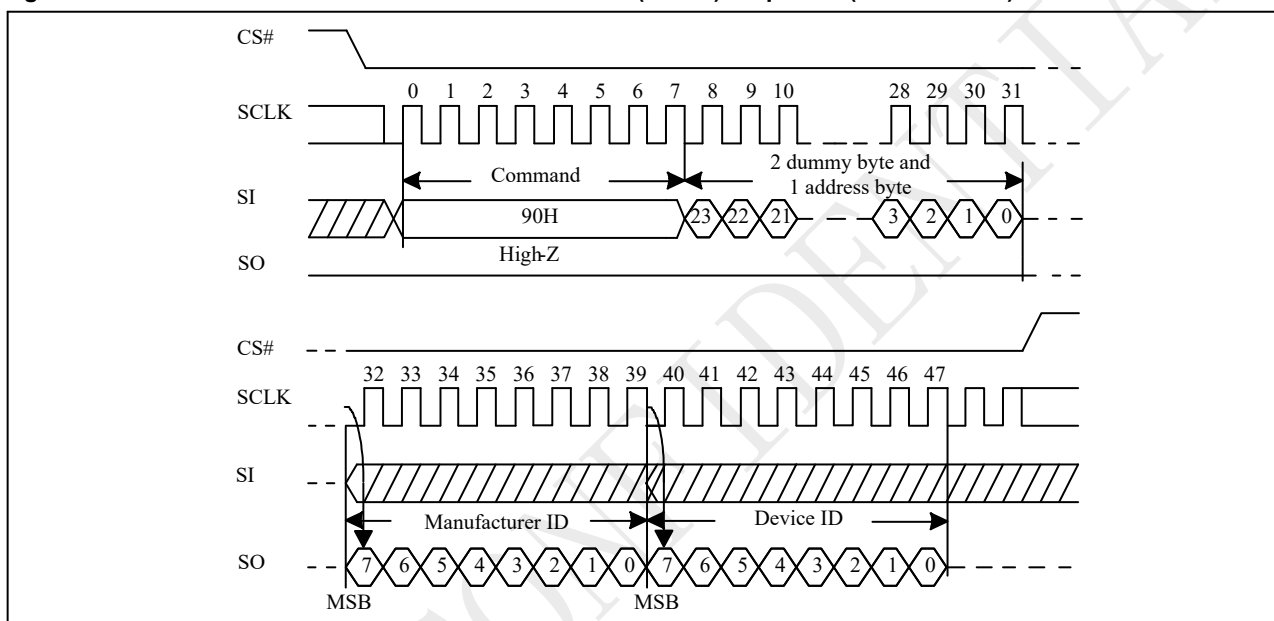 CS#
0 1 2 3 4 5 6 7 8 9 10 28 29 30 31
SCLK
Command
2 dummy byte and
1 address byte
SI
90H
23 22 21 3 2 1 0
High-Z
SO
CS#
32 33 34 35 36 37 38 39 40 41 42 43 44 45 46 47
SCLK
SI
Manufacturer ID
Device ID
SO
7 6 5 4 3 2 1 0 7 6 5 4 3 2 1 0
MSB
MSB